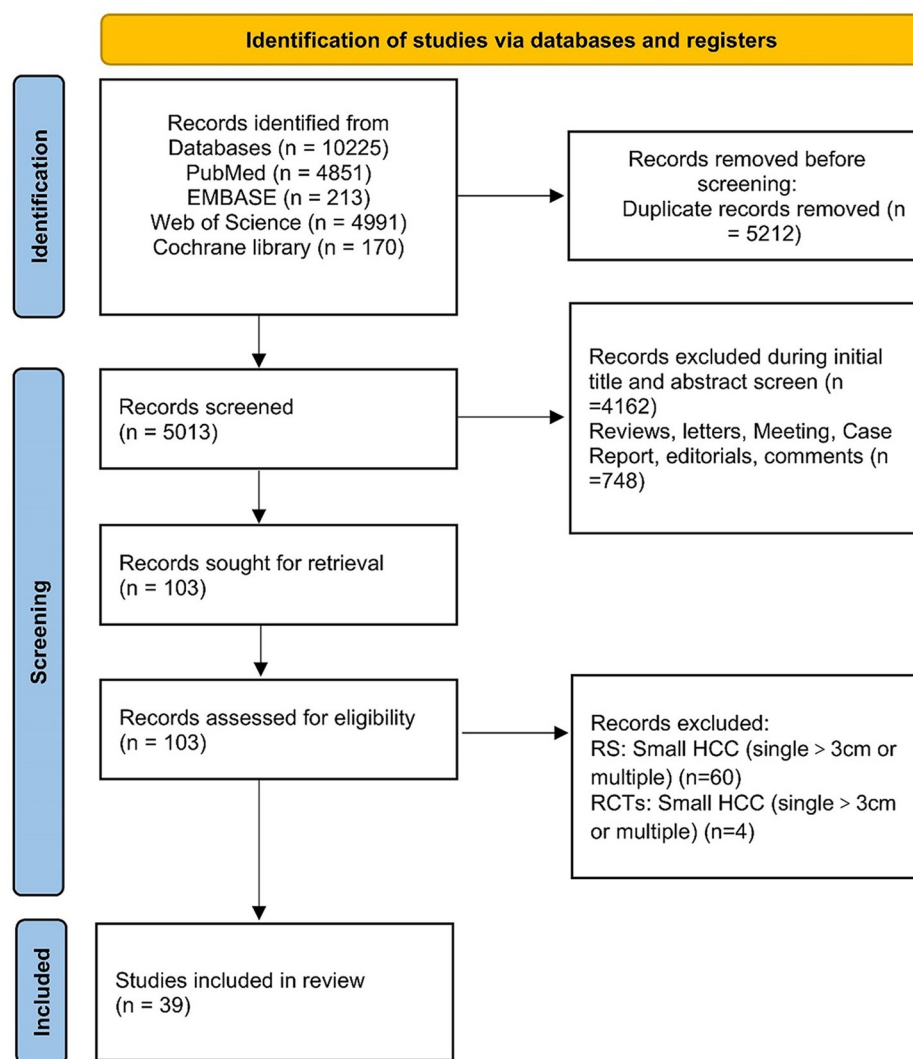 Identification of studies via databases and registers
Identification
Records identified from
Databases (n = 10225)
PubMed (n = 4851)
EMBASE (n = 213)
Web of Science (n = 4991)
Cochrane library (n = 170)
Records removed before
screening:
Duplicate records removed (n
= 5212)
Screening
Records screened
(n = 5013)
Records excluded during initial
title and abstract screen (n
=4162)
Reviews, letters, Meeting, Case
Report, editorials, comments (n
=748)
Records sought for retrieval
(n = 103)
Records assessed for eligibility
(n = 103)
Records excluded:
RS: Small HCC (single > 3cm or
multiple) (n=60)
RCTs: Small HCC (single > 3cm
or multiple) (n=4)
Included
Studies included in review
(n = 39)